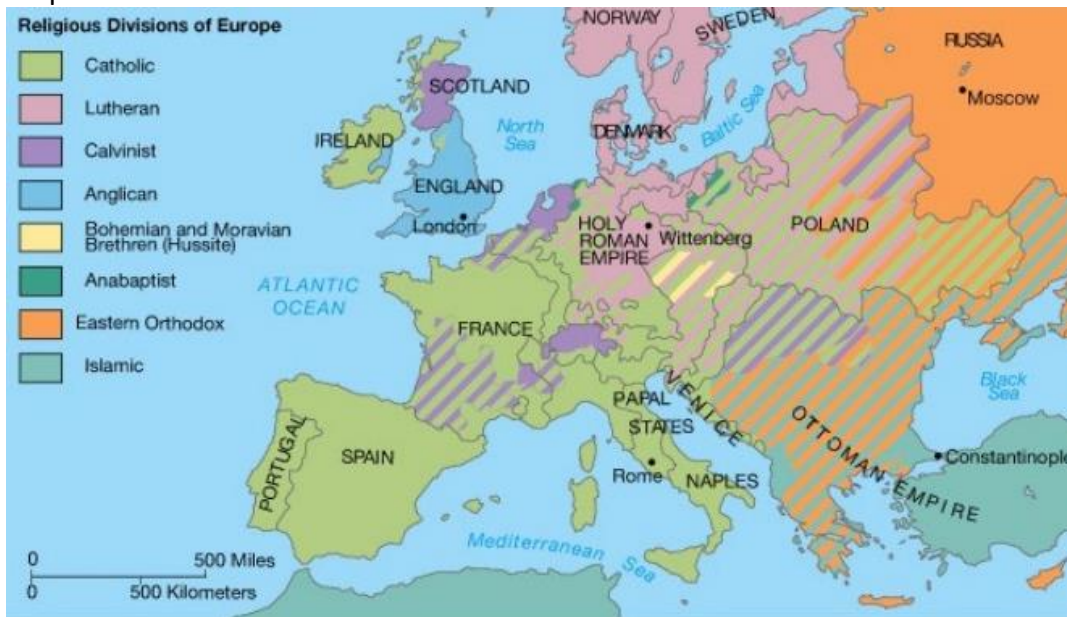 Religious Divisions of Europe
Catholic
Lutheran
Calvinist
Anglican
Bohemian and Moravian
Brethren (Hussite)
Anabaptist
Eastern Orthodox
Islamic
NORWAY
SWEDEN
RUSSIA
Moscow
SCOTLAND
North
Sea
DENMARK
Baltic Sea
IRELAND
ENGLAND
London
HOLY
ROMAN
EMPIRE
Wittenberg
POLAND
ATLANTIC
OCEAN
FRANCE
Black
Sea
PAPAL
STATES
VENICE
OTTOMAN EMPIRE
Constantinople
PORTUGAL
SPAIN
Rome
NAPLES
Mediterranean Sea
0
500 Miles
0
500 Kilometers